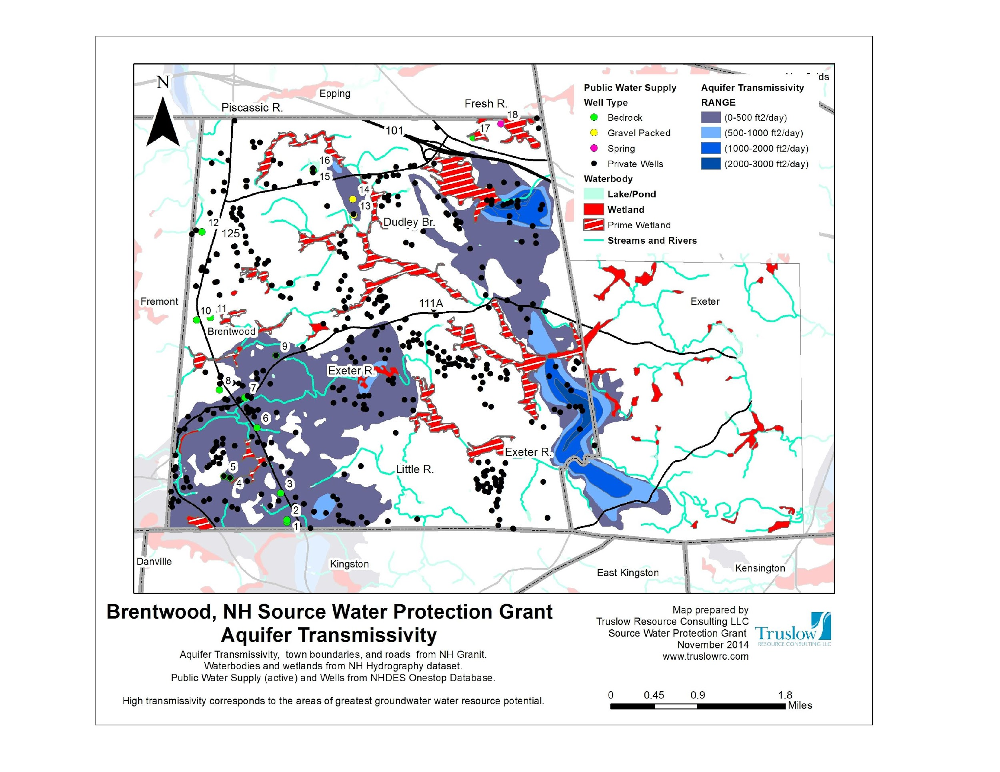 N
Epping
Piscassic R.
Fresh R.
18
17
101
16
15
14
13
Dudley Br.
12
125
Fremont
111A
10
11
Brentwood
9
Exeter R.
8
7
6
Exeter R.
5
Little R.
4
3
2
1
Exeter
Danville
Kingston
East Kingston
Kensington
Public Water Supply
Well Type
Bedrock
Gravel Packed
Spring
Private Wells
Waterbody
Lake/Pond
Wetland
Prime Wetland
Streams and Rivers
Aquifer Transmissivity
RANGE
(0-500 ft2/day)
(500-1000 ft2/day)
(1000-2000 ft2/day)
(2000-3000 ft2/day)
Brentwood, NH Source Water Protection Grant
Aquifer Transmissivity
Aquifer Transmissivity, town boundaries, and roads from NH Granit.
Waterbodies and wetlands from NH Hydrography dataset.
Public Water Supply (active) and Wells from NHDES Onestop Database.
High transmissivity corresponds to the areas of greatest groundwater water resource potential.
Map prepared by
Truslow Resource Consulting LLC
Source Water Protection Grant
November 2014
www.truslowrc.com
Truslow
RESOURCE CONSULTING LLC
0 0.45 0.9 1.8
Miles